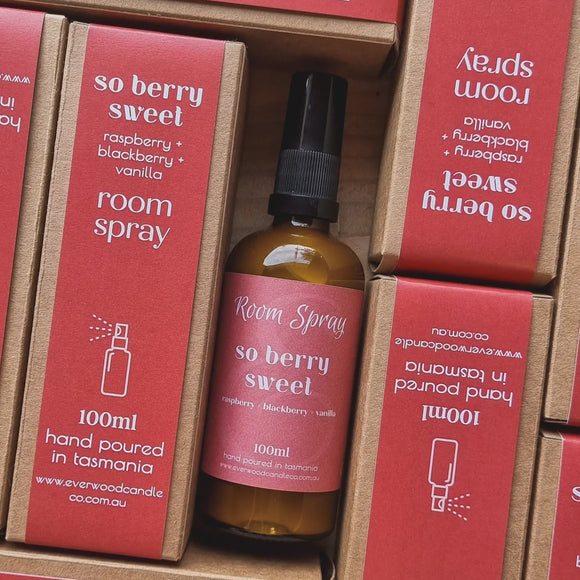 so berry
sweet
raspberry +
blackberry +
vanilla
room
spray
100ml
hand poured
in tasmania
www.everwoodcandle
co.com.au
Room Spray
so berry
sweet
raspberry + blackberry + vanilla
100ml
hand poured in tasmania
www.everwoodcandleco.com.au
so berry
sweet
raspberry +
blackberry +
vanilla
room
spray
100ml
hand poured
in tasmania
www.everwoodcandle
co.com.au